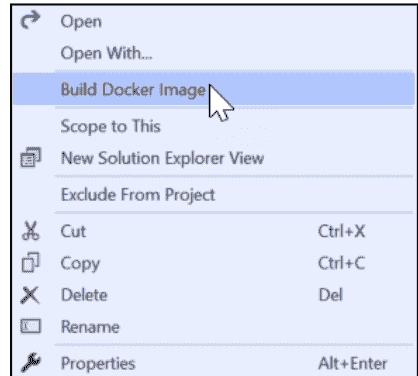 Open
Open With...
Build Docker Image
Scope to This
New Solution Explorer View
Exclude From Project
Cut Ctrl+X
Copy Ctrl+C
Delete Del
Rename
Properties Alt+Enter